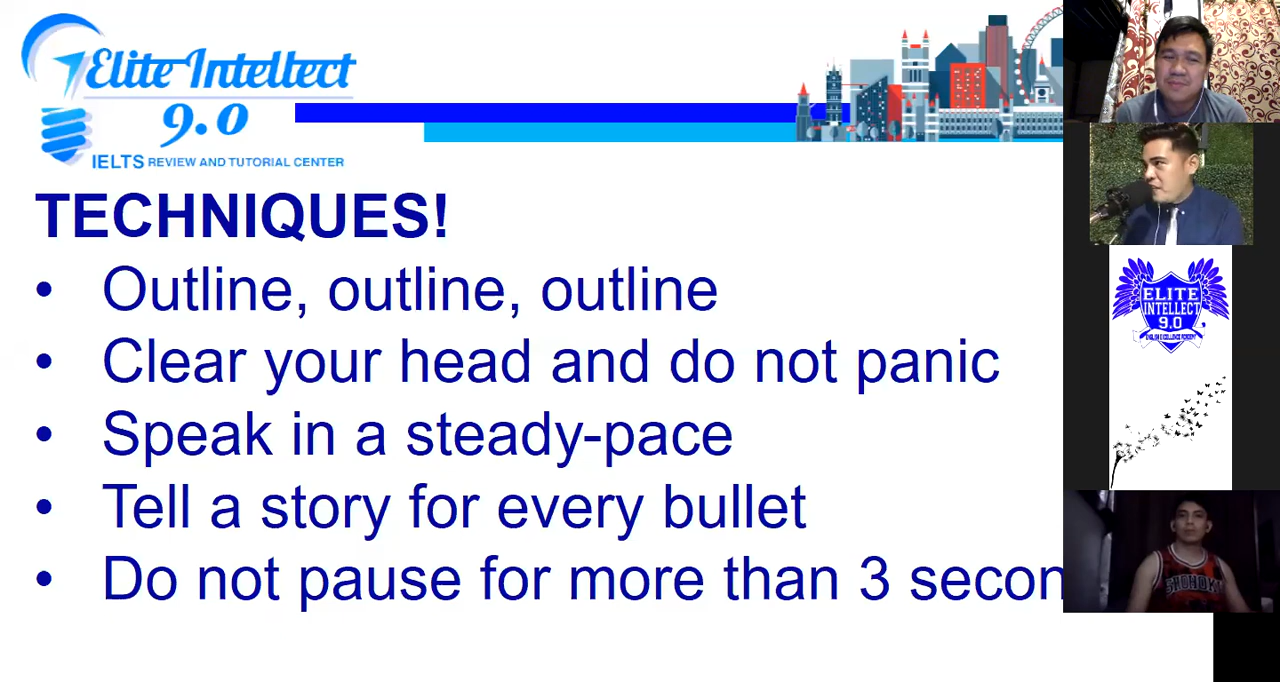 Elite Intellect
9.0
IELTS REVIEW AND TUTORIAL CENTER
TECHNIQUES!
• Outline, outline, outline
• Clear your head and do not panic
• Speak in a steady-pace
• Tell a story for every bullet
• Do not pause for more than 3 secon
ELITE
INTELLECT
9.0
SHOHOKU